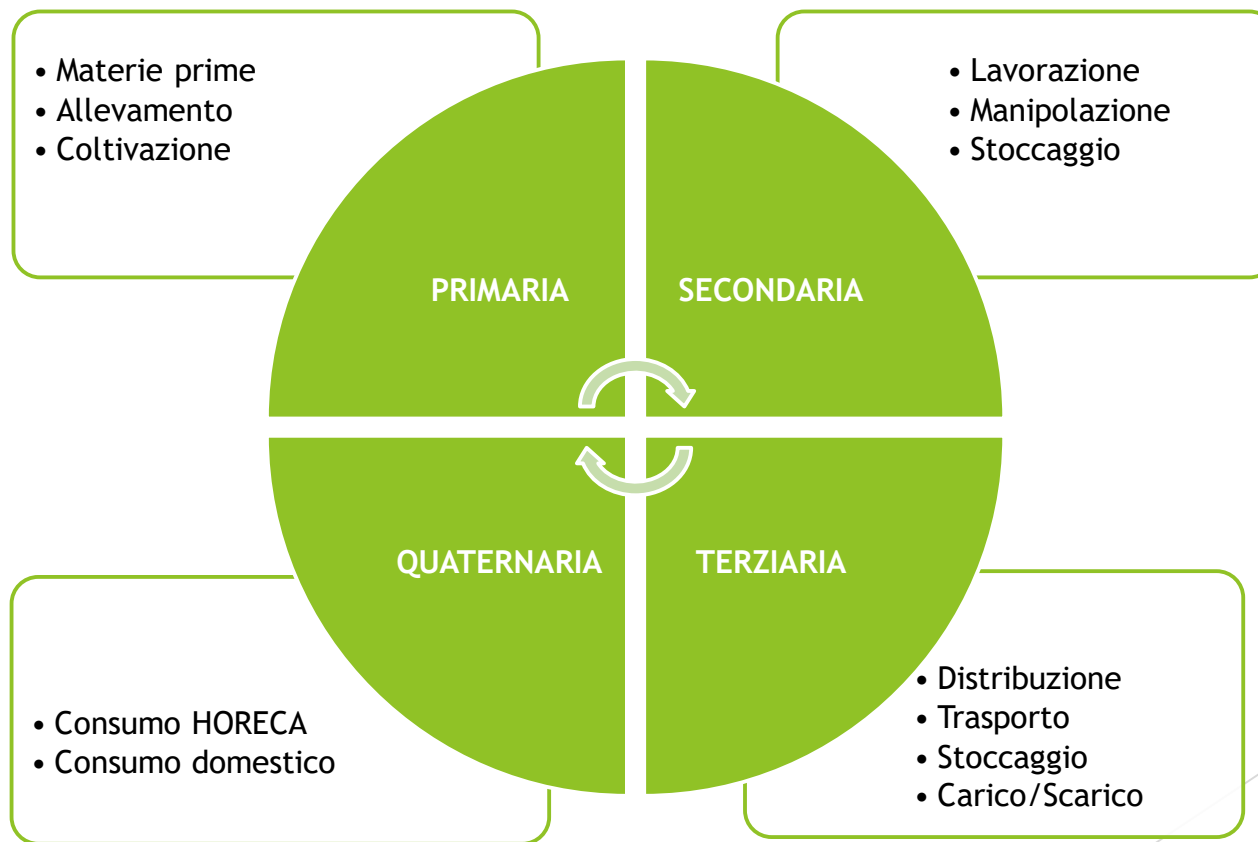 • Materie prime
• Allevamento
• Coltivazione
• Lavorazione
• Manipolazione
• Stoccaggio
PRIMARIA
SECONDARIA
QUATERNARIA
TERZIARIA
• Consumo HORECA
• Consumo domestico
• Distribuzione
• Trasporto
• Stoccaggio
• Carico/Scarico